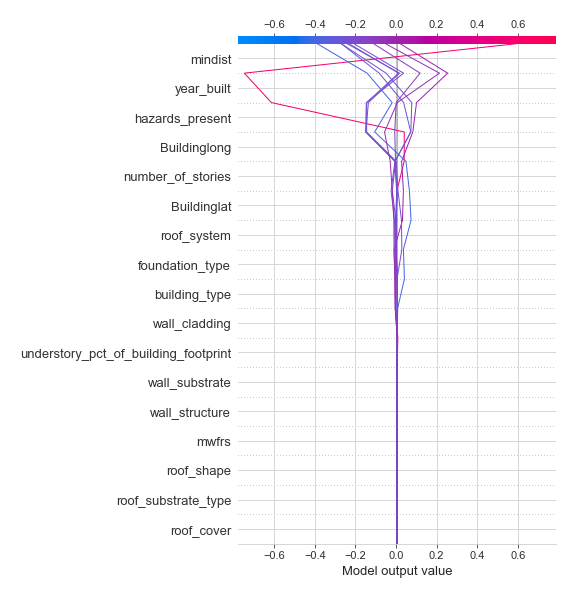 −0.6 −0.4 −0.2 0.0 0.2 0.4 0.6
mindist
year_built
hazards_present
Buildinglong
number_of_stories
Buildinglat
roof_system
foundation_type
building_type
wall_cladding
understory_pct_of_building_footprint
wall_substrate
wall_structure
mwfrs
roof_shape
roof_substrate_type
roof_cover
−0.6 −0.4 −0.2 0.0 0.2 0.4 0.6
Model output value